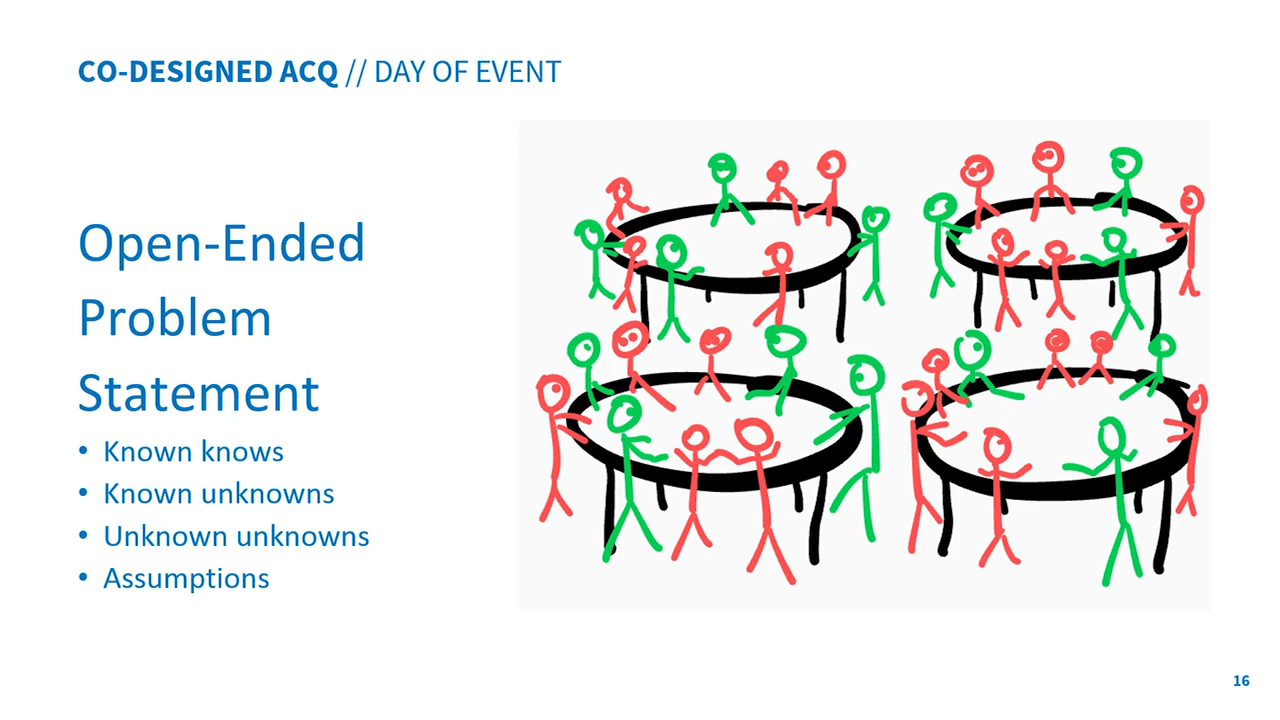 CO-DESIGNED ACQ // DAY OF EVENT
Open-Ended
Problem
Statement
• Known knows
• Known unknowns
• Unknown unknowns
• Assumptions
16